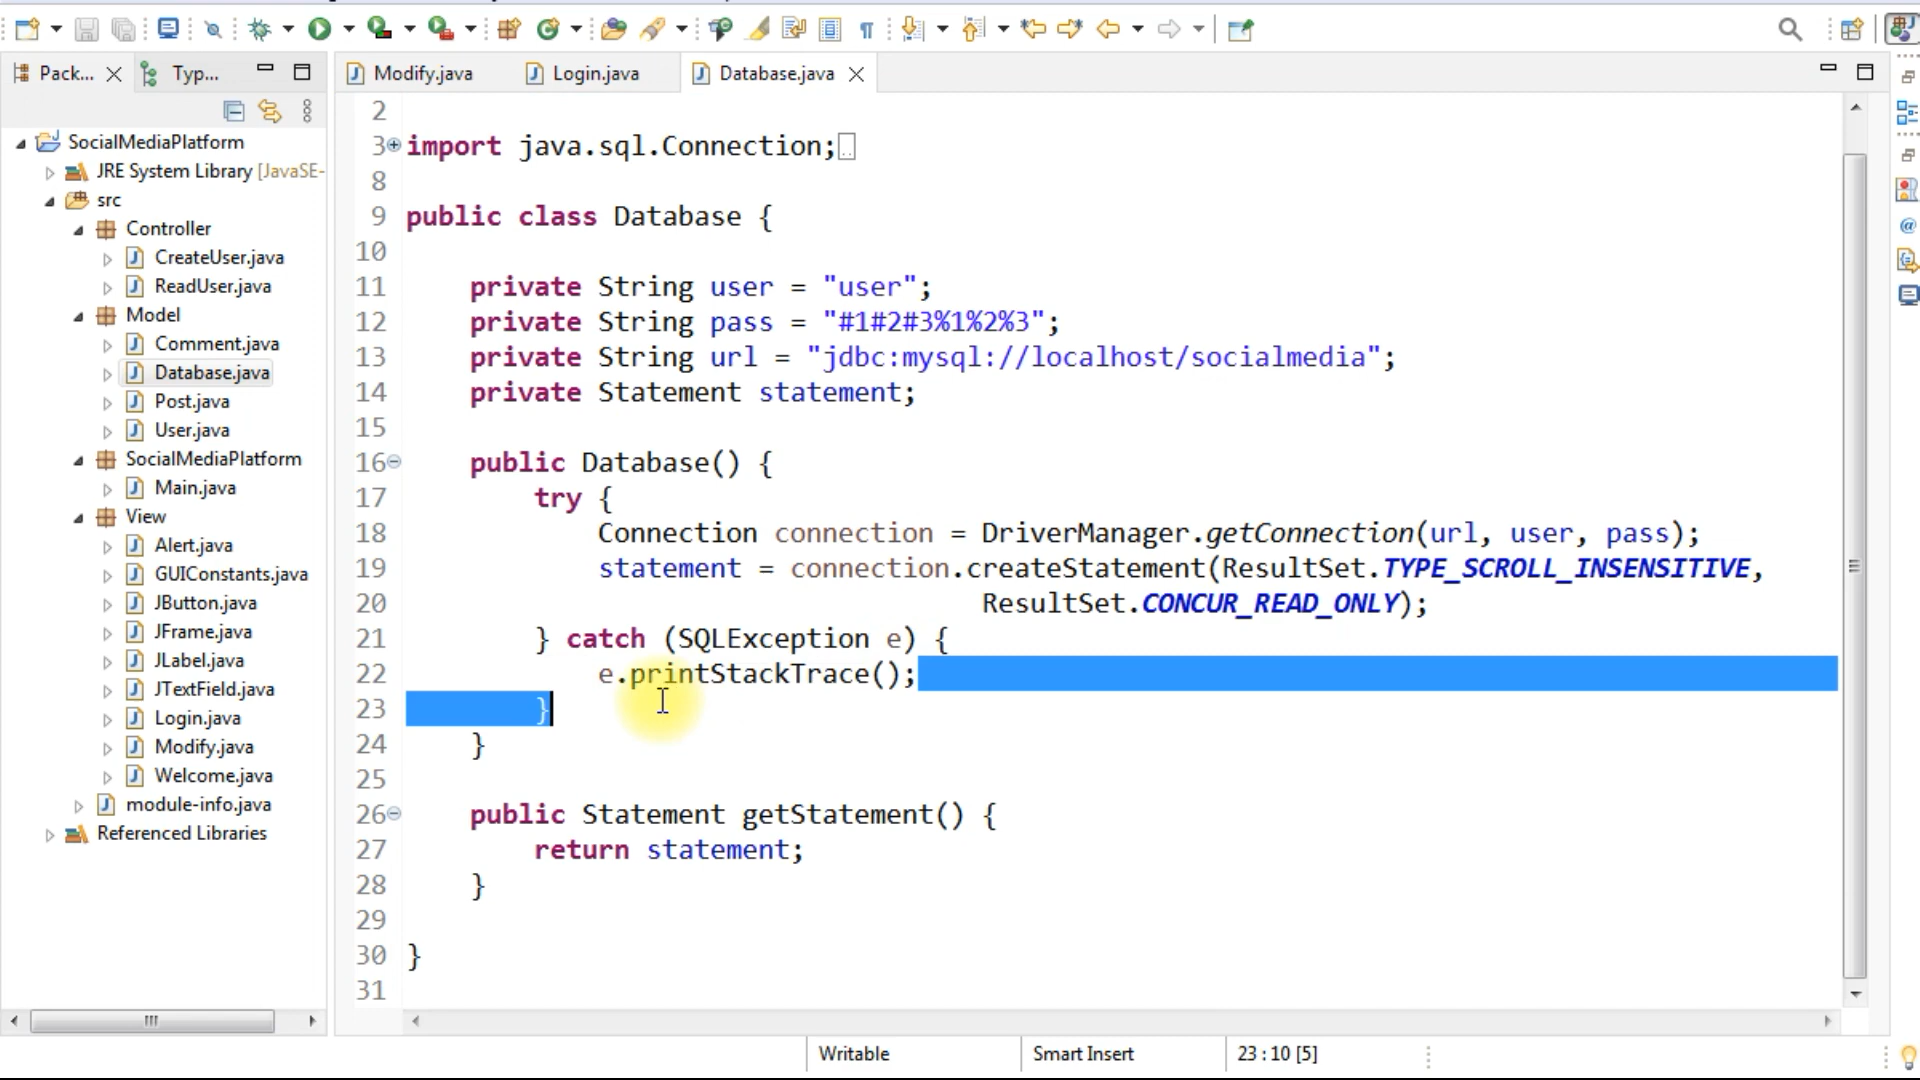 Pack...
Typ...
SocialMediaPlatform
JRE System Library [JavaSE-
src
Controller
CreateUser.java
ReadUser.java
Model
Comment.java
Database.java
Post.java
User.java
SocialMediaPlatform
Main.java
View
Alert.java
GUIConstants.java
JButton.java
JFrame.java
JLabel.java
JTextField.java
Login.java
Modify.java
Welcome.java
module-info.java
Referenced Libraries
Modify.java
Login.java
Database.java
2
3 import java.sql.Connection;
8
9 public class Database {
10
11 private String user = "user";
12 private String pass = "#1#2#3%1%2%3";
13 private String url = "jdbc:mysql://localhost/socialmedia";
14 private Statement statement;
15
16 public Database() {
17 try {
18 Connection connection = DriverManager.getConnection(url, user, pass);
19 statement = connection.createStatement(ResultSet.TYPE_SCROLL_INSENSITIVE,
20 ResultSet.CONCUR_READ_ONLY);
21 } catch (SQLException e) {
22 e.printStackTrace();
23 }
24 }
25
26 public Statement getStatement() {
27 return statement;
28 }
29
30 }
31
Writable
Smart Insert
23 : 10 [5]